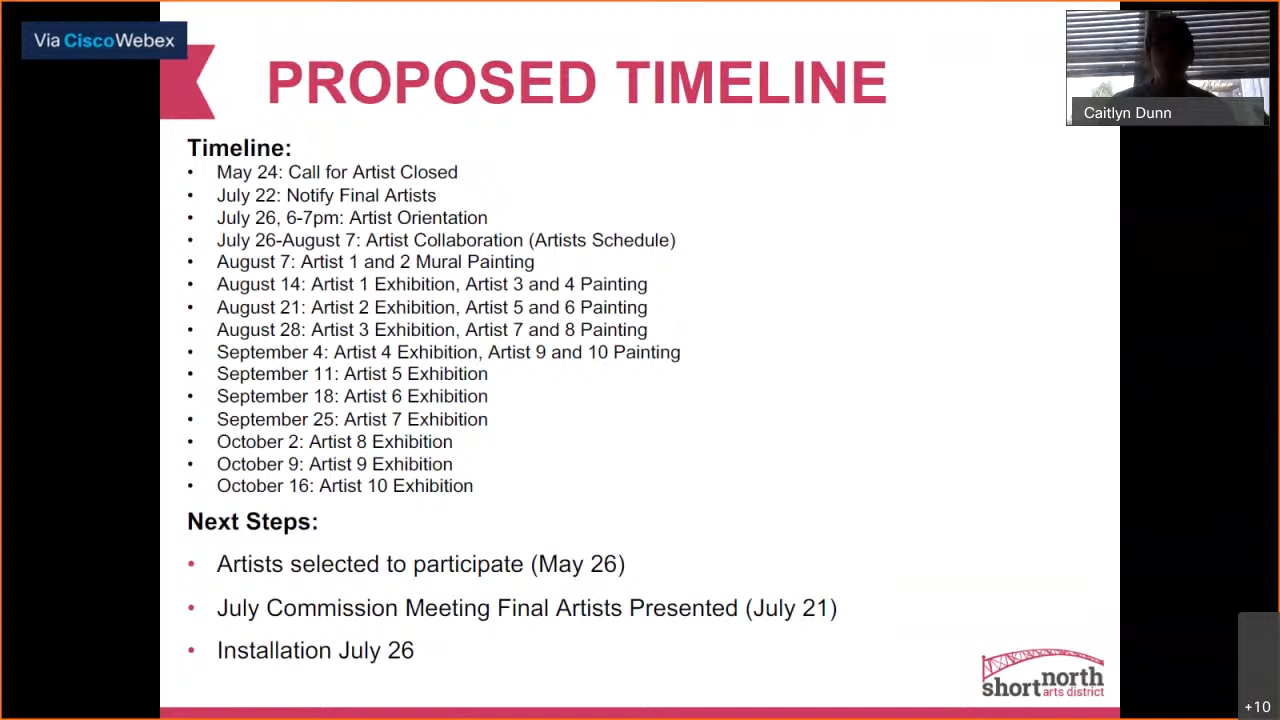 Via CiscoWebex
PROPOSED TIMELINE
Caitlyn Dunn
Timeline:
• May 24: Call for Artist Closed
• July 22: Notify Final Artists
• July 26, 6-7pm: Artist Orientation
• July 26-August 7: Artist Collaboration (Artists Schedule)
• August 7: Artist 1 and 2 Mural Painting
• August 14: Artist 1 Exhibition, Artist 3 and 4 Painting
• August 21: Artist 2 Exhibition, Artist 5 and 6 Painting
• August 28: Artist 3 Exhibition, Artist 7 and 8 Painting
• September 4: Artist 4 Exhibition, Artist 9 and 10 Painting
• September 11: Artist 5 Exhibition
• September 18: Artist 6 Exhibition
• September 25: Artist 7 Exhibition
• October 2: Artist 8 Exhibition
• October 9: Artist 9 Exhibition
• October 16: Artist 10 Exhibition
Next Steps:
• Artists selected to participate (May 26)
• July Commission Meeting Final Artists Presented (July 21)
• Installation July 26
short north
arts district
+10